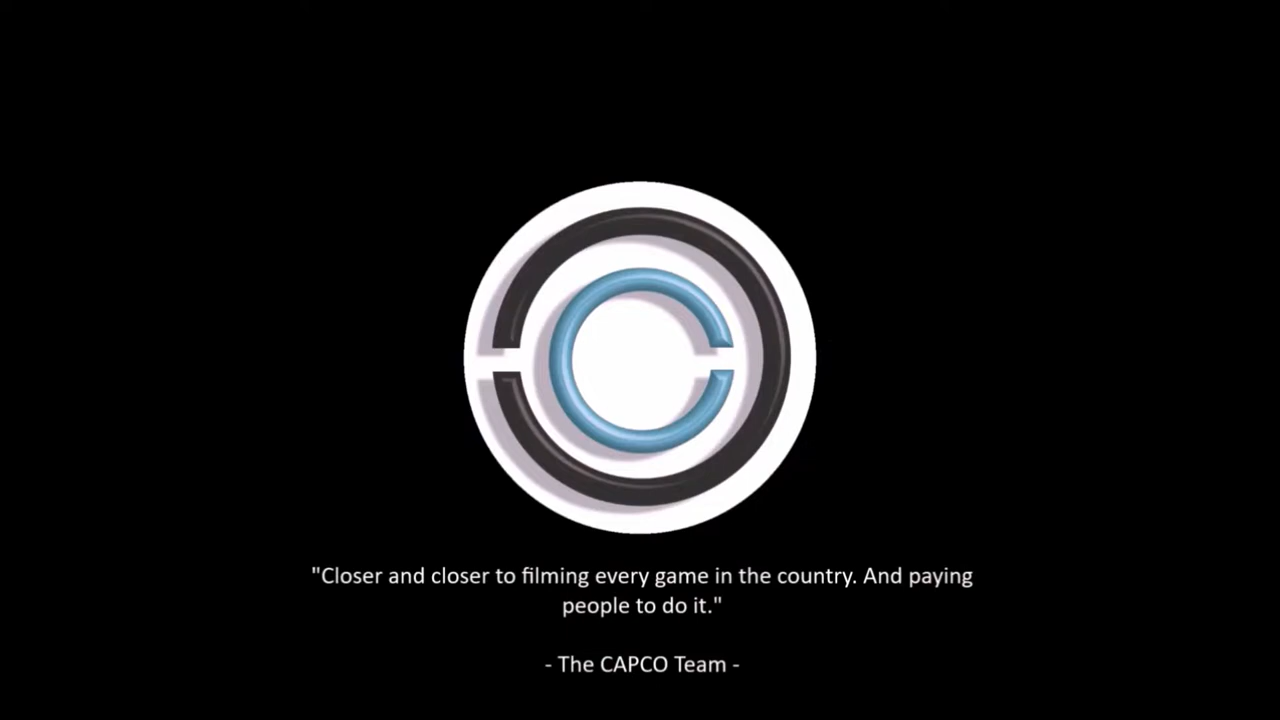 "Closer and closer to filming every game in the country. And paying
people to do it."
- The CAPCO Team -